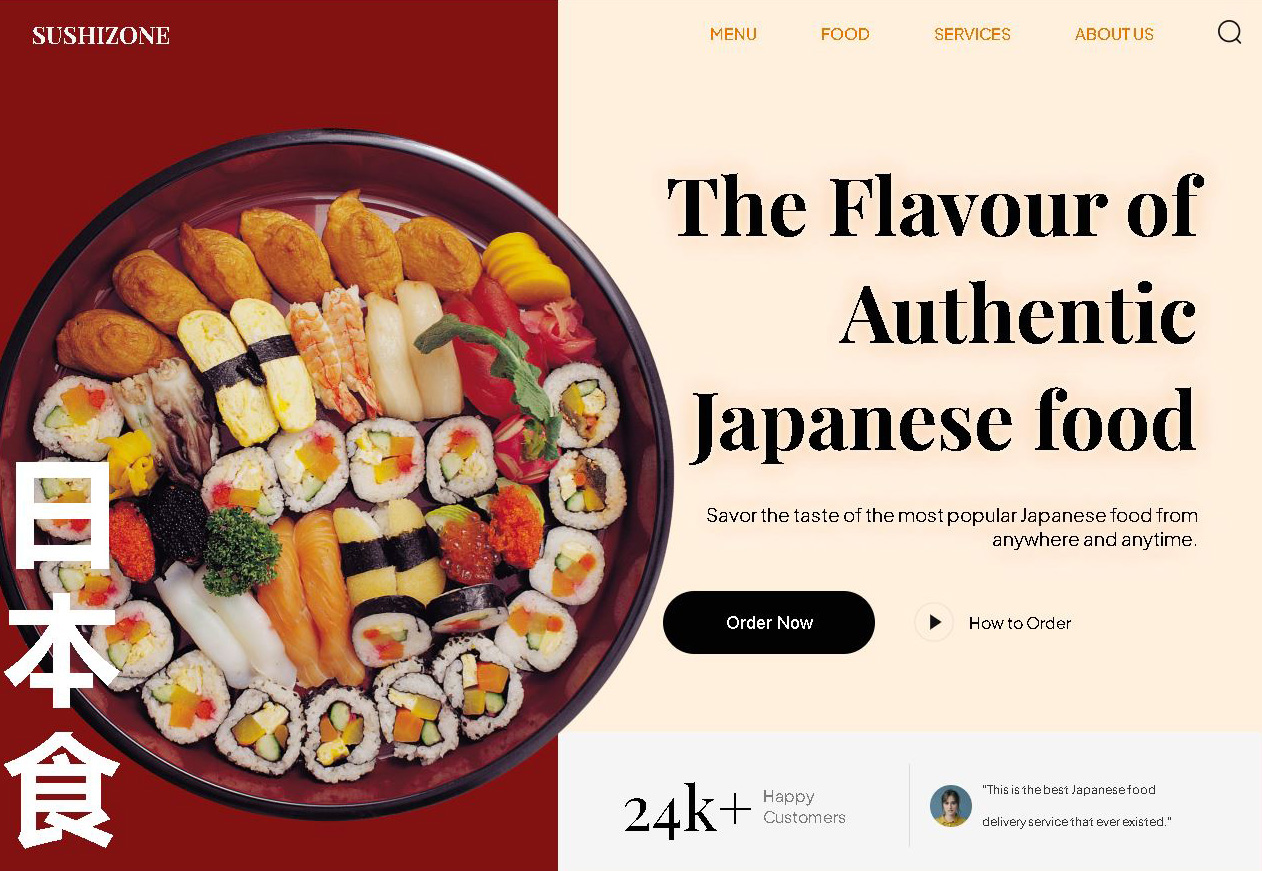 SUSHIZONE
MENU
FOOD
SERVICES
ABOUT US
The Flavour of
Authentic
Japanese food
Savor the taste of the most popular Japanese food from
anywhere and anytime.
Order Now
How to Order
日
本
食
24k+
Happy
Customers
"This is the best Japanese food
delivery service that ever existed."